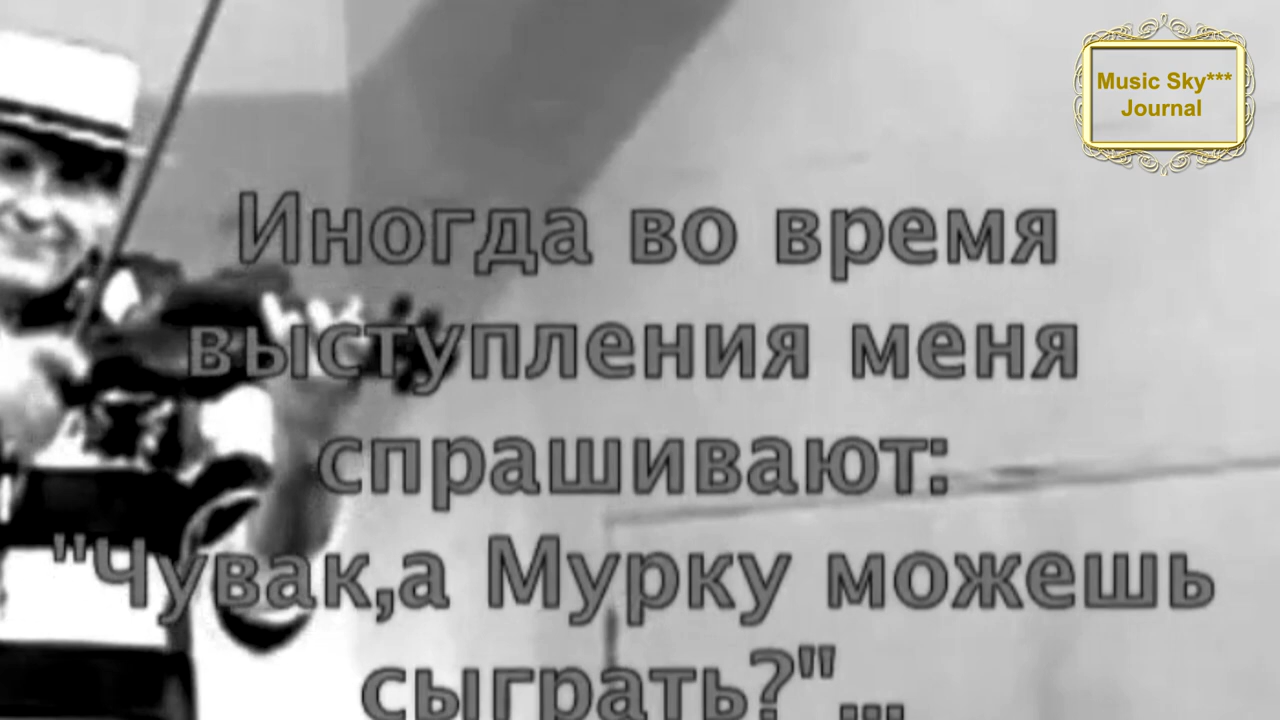 Music Sky***
Journal
Иногда во время
выступления меня
спрашивают:
"Чувак,а Мурку можешь
сыграть?"...